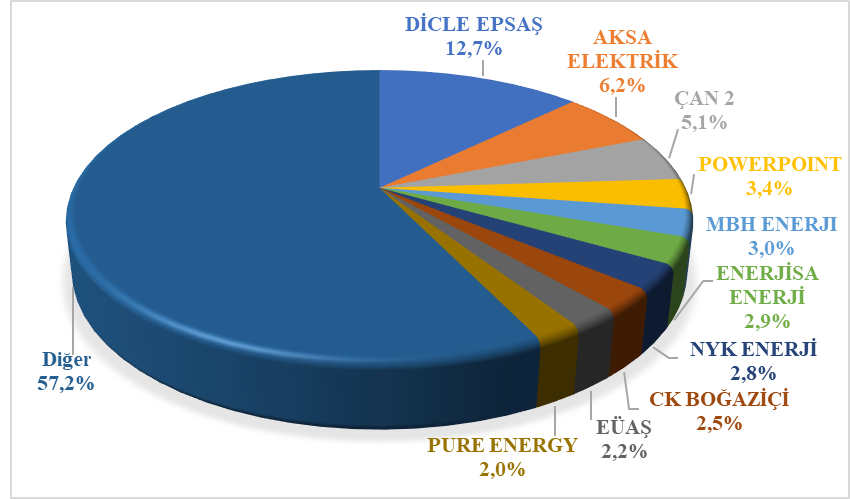 DİCLE EPSAŞ
12,7%
AKSA
ELEKTRİK
6,2%
ÇAN 2
5,1%
POWERPOINT
3,4%
MBH ENERJI
3,0%
ENERJİSA
ENERJİ
2,9%
NYK ENERJİ
2,8%
CK BOĞAZİÇİ
2,5%
EÜAŞ
2,2%
PURE ENERGY
2,0%
Diğer
57,2%